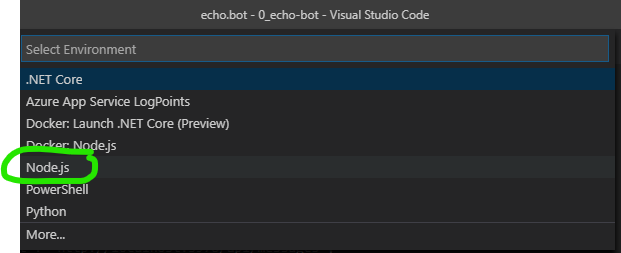 echo.bot - 0_echo-bot - Visual Studio Code
Select Environment
.NET Core
Azure App Service LogPoints
Docker: Launch .NET Core (Preview)
Docker: Node.js
Node.js
PowerShell
Python
More...